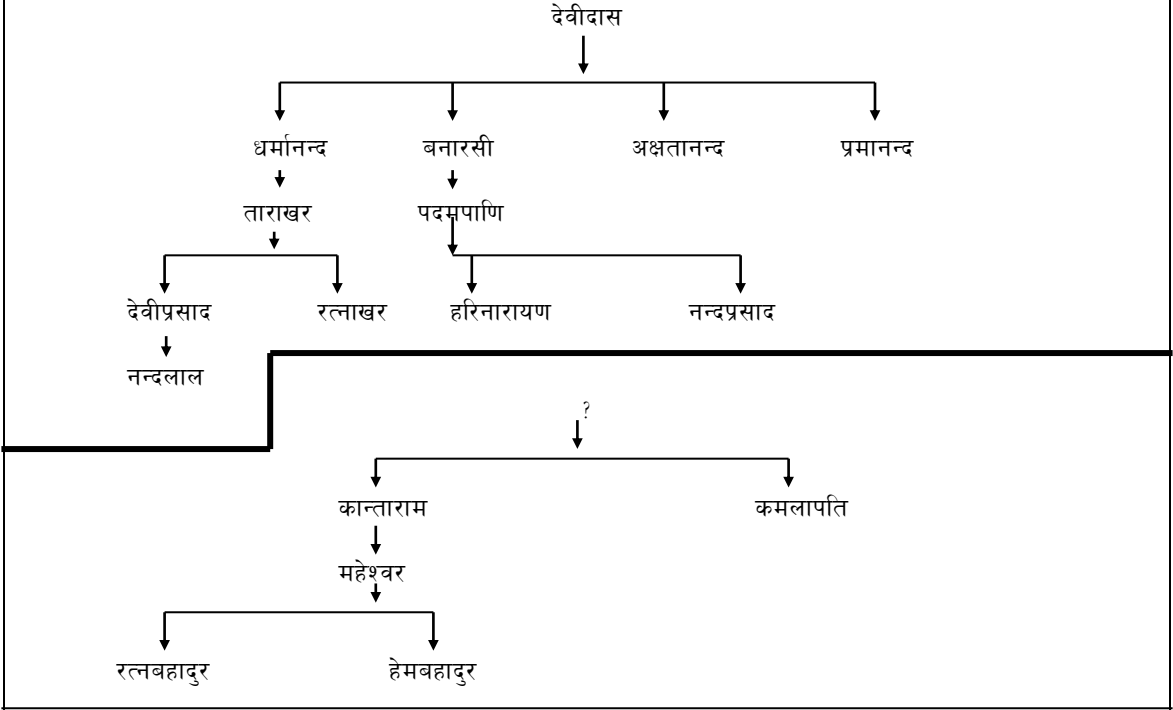 देवीदास
धर्मानन्द बनारसी अक्षतानन्द प्रमानन्द
ताराखर पदमपाणि
देवीप्रसाद रत्नाखर हरिनारायण नन्दप्रसाद
नन्दलाल
?
कान्ताराम कमलापति
महेश्वर
रत्नबहादुर हेमबहादुर